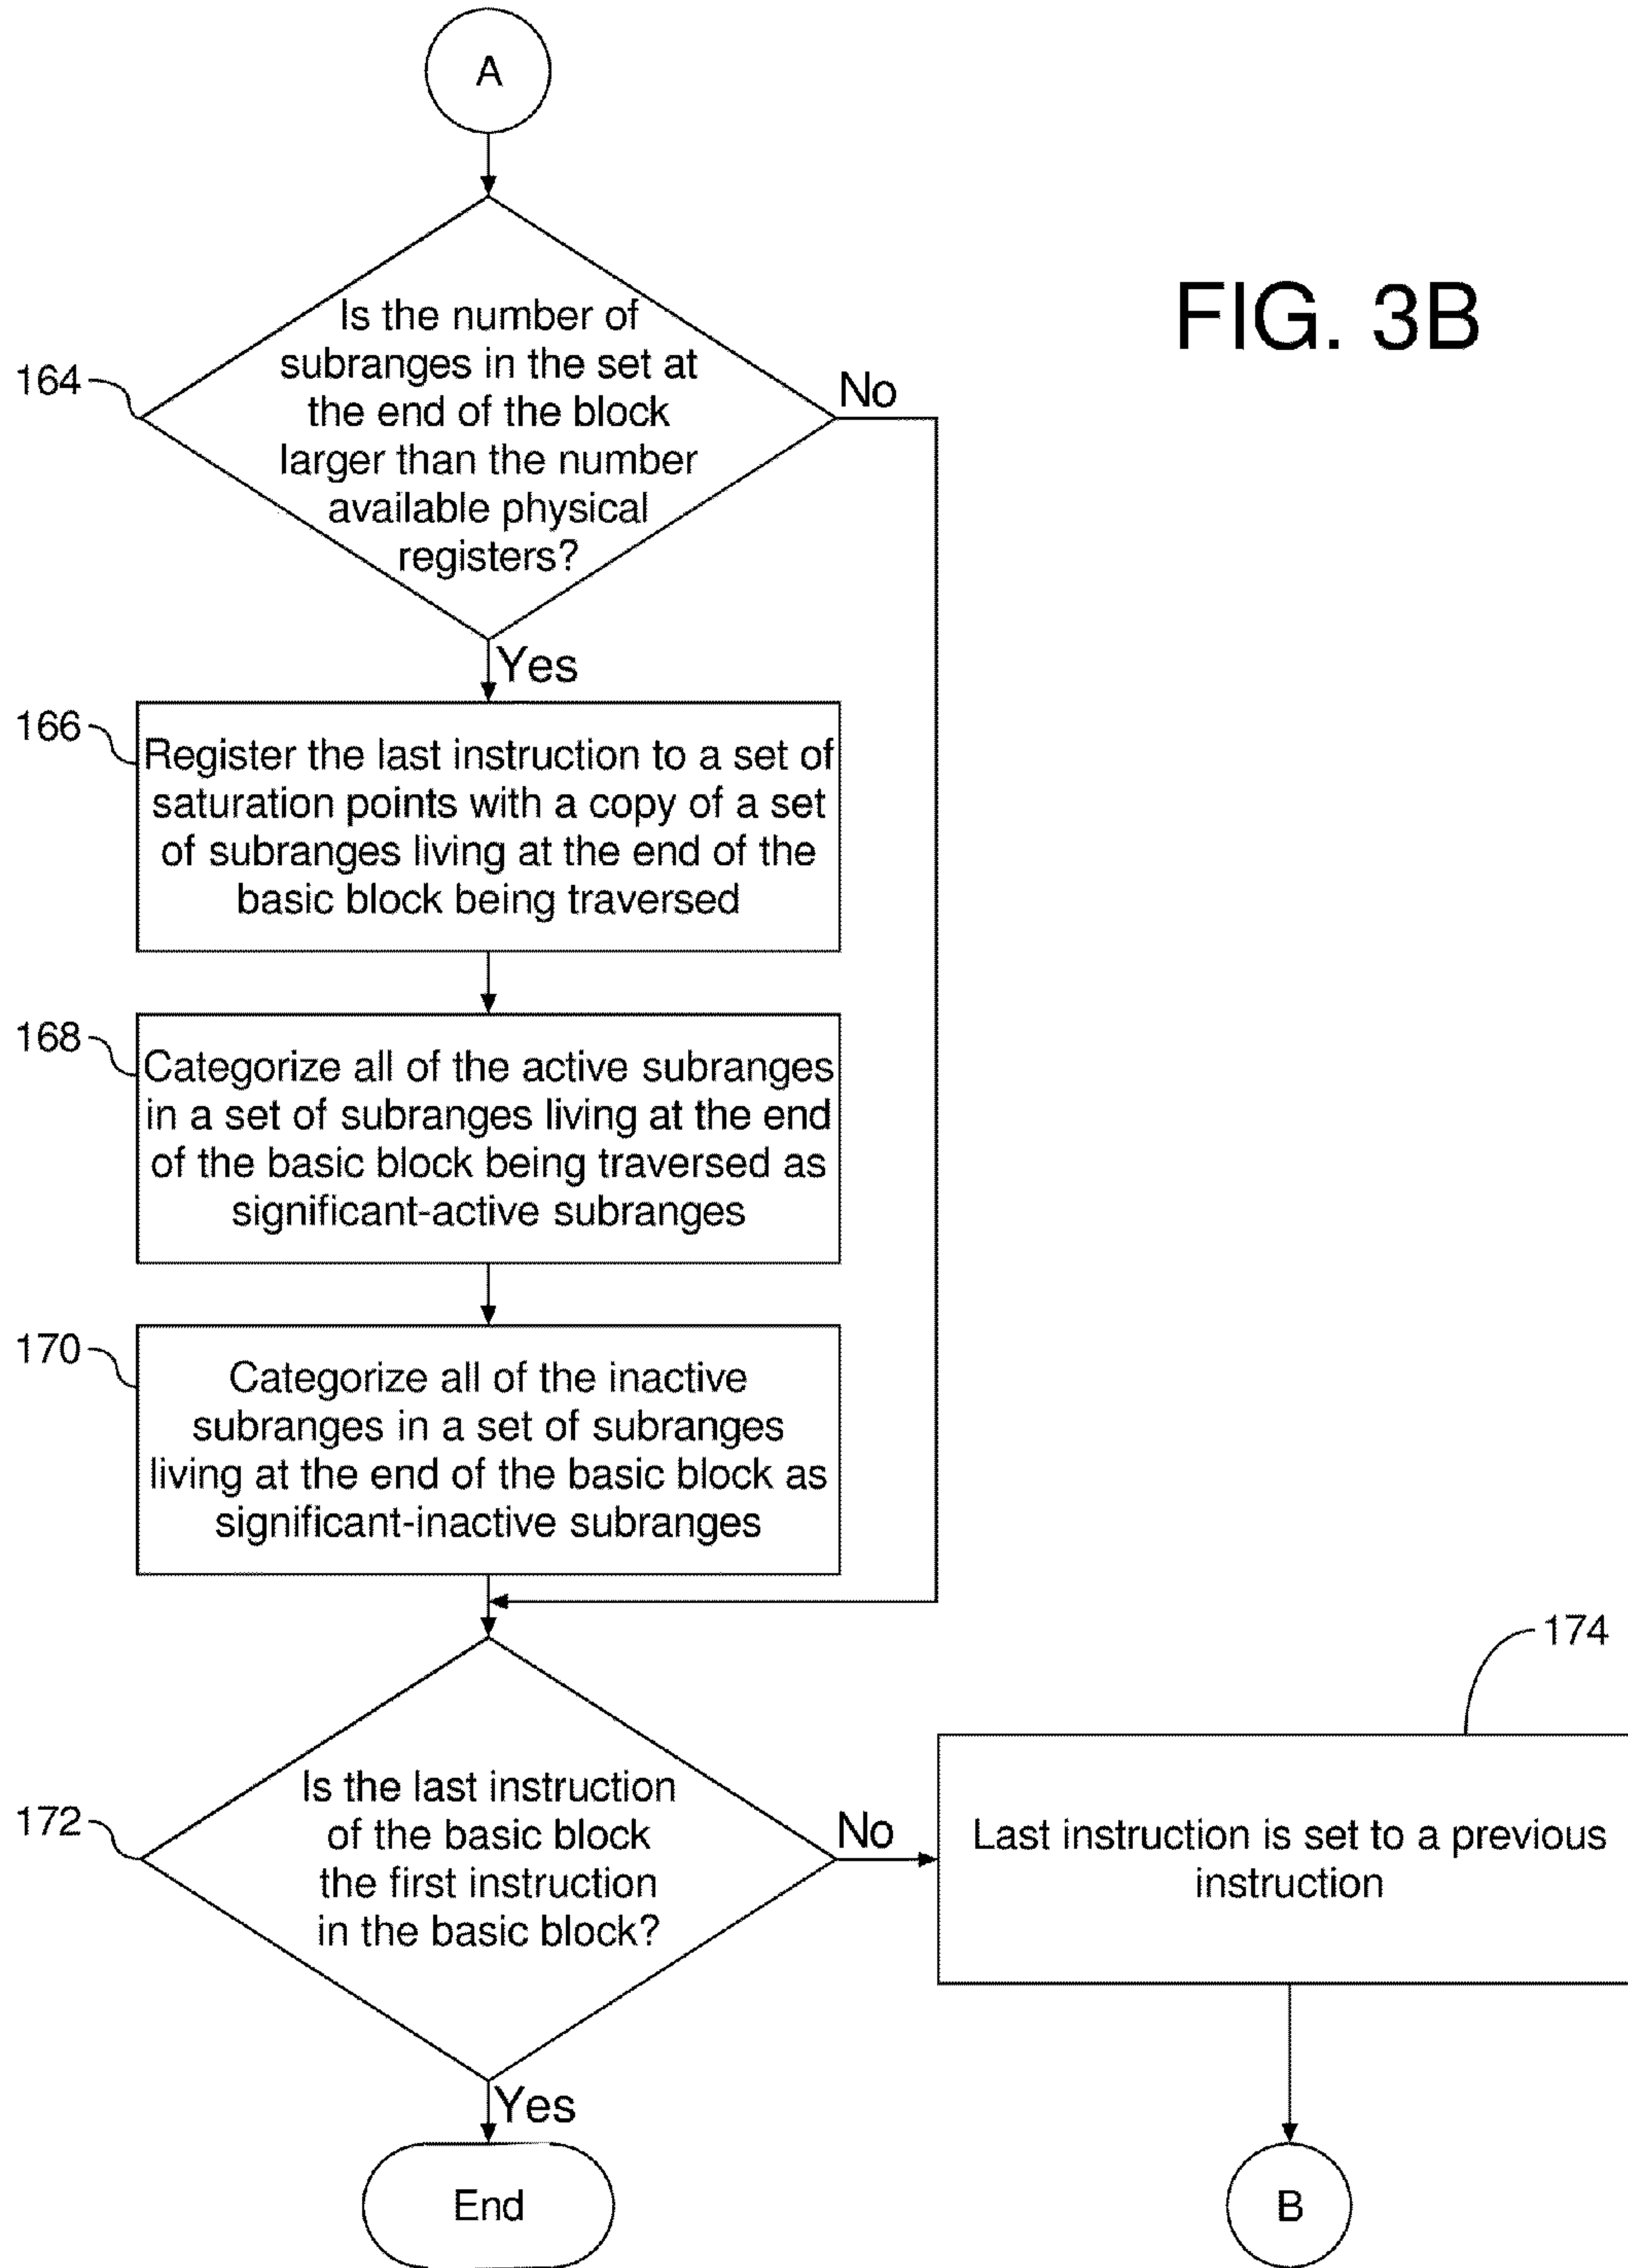 A
FIG. 3B
164
Is the number of
subranges in the set at
the end of the block
larger than the number
available physical
registers?
No
Yes
166
Register the last instruction to a set of
saturation points with a copy of a set
of subranges living at the end of the
basic block being traversed
168
Categorize all of the active subranges
in a set of subranges living at the end
of the basic block being traversed as
significant-active subranges
170
Categorize all of the inactive
subranges in a set of subranges
living at the end of the basic block as
significant-inactive subranges
172
Is the last instruction
of the basic block
the first instruction
in the basic block?
No
174
Last instruction is set to a previous
instruction
Yes
End
B